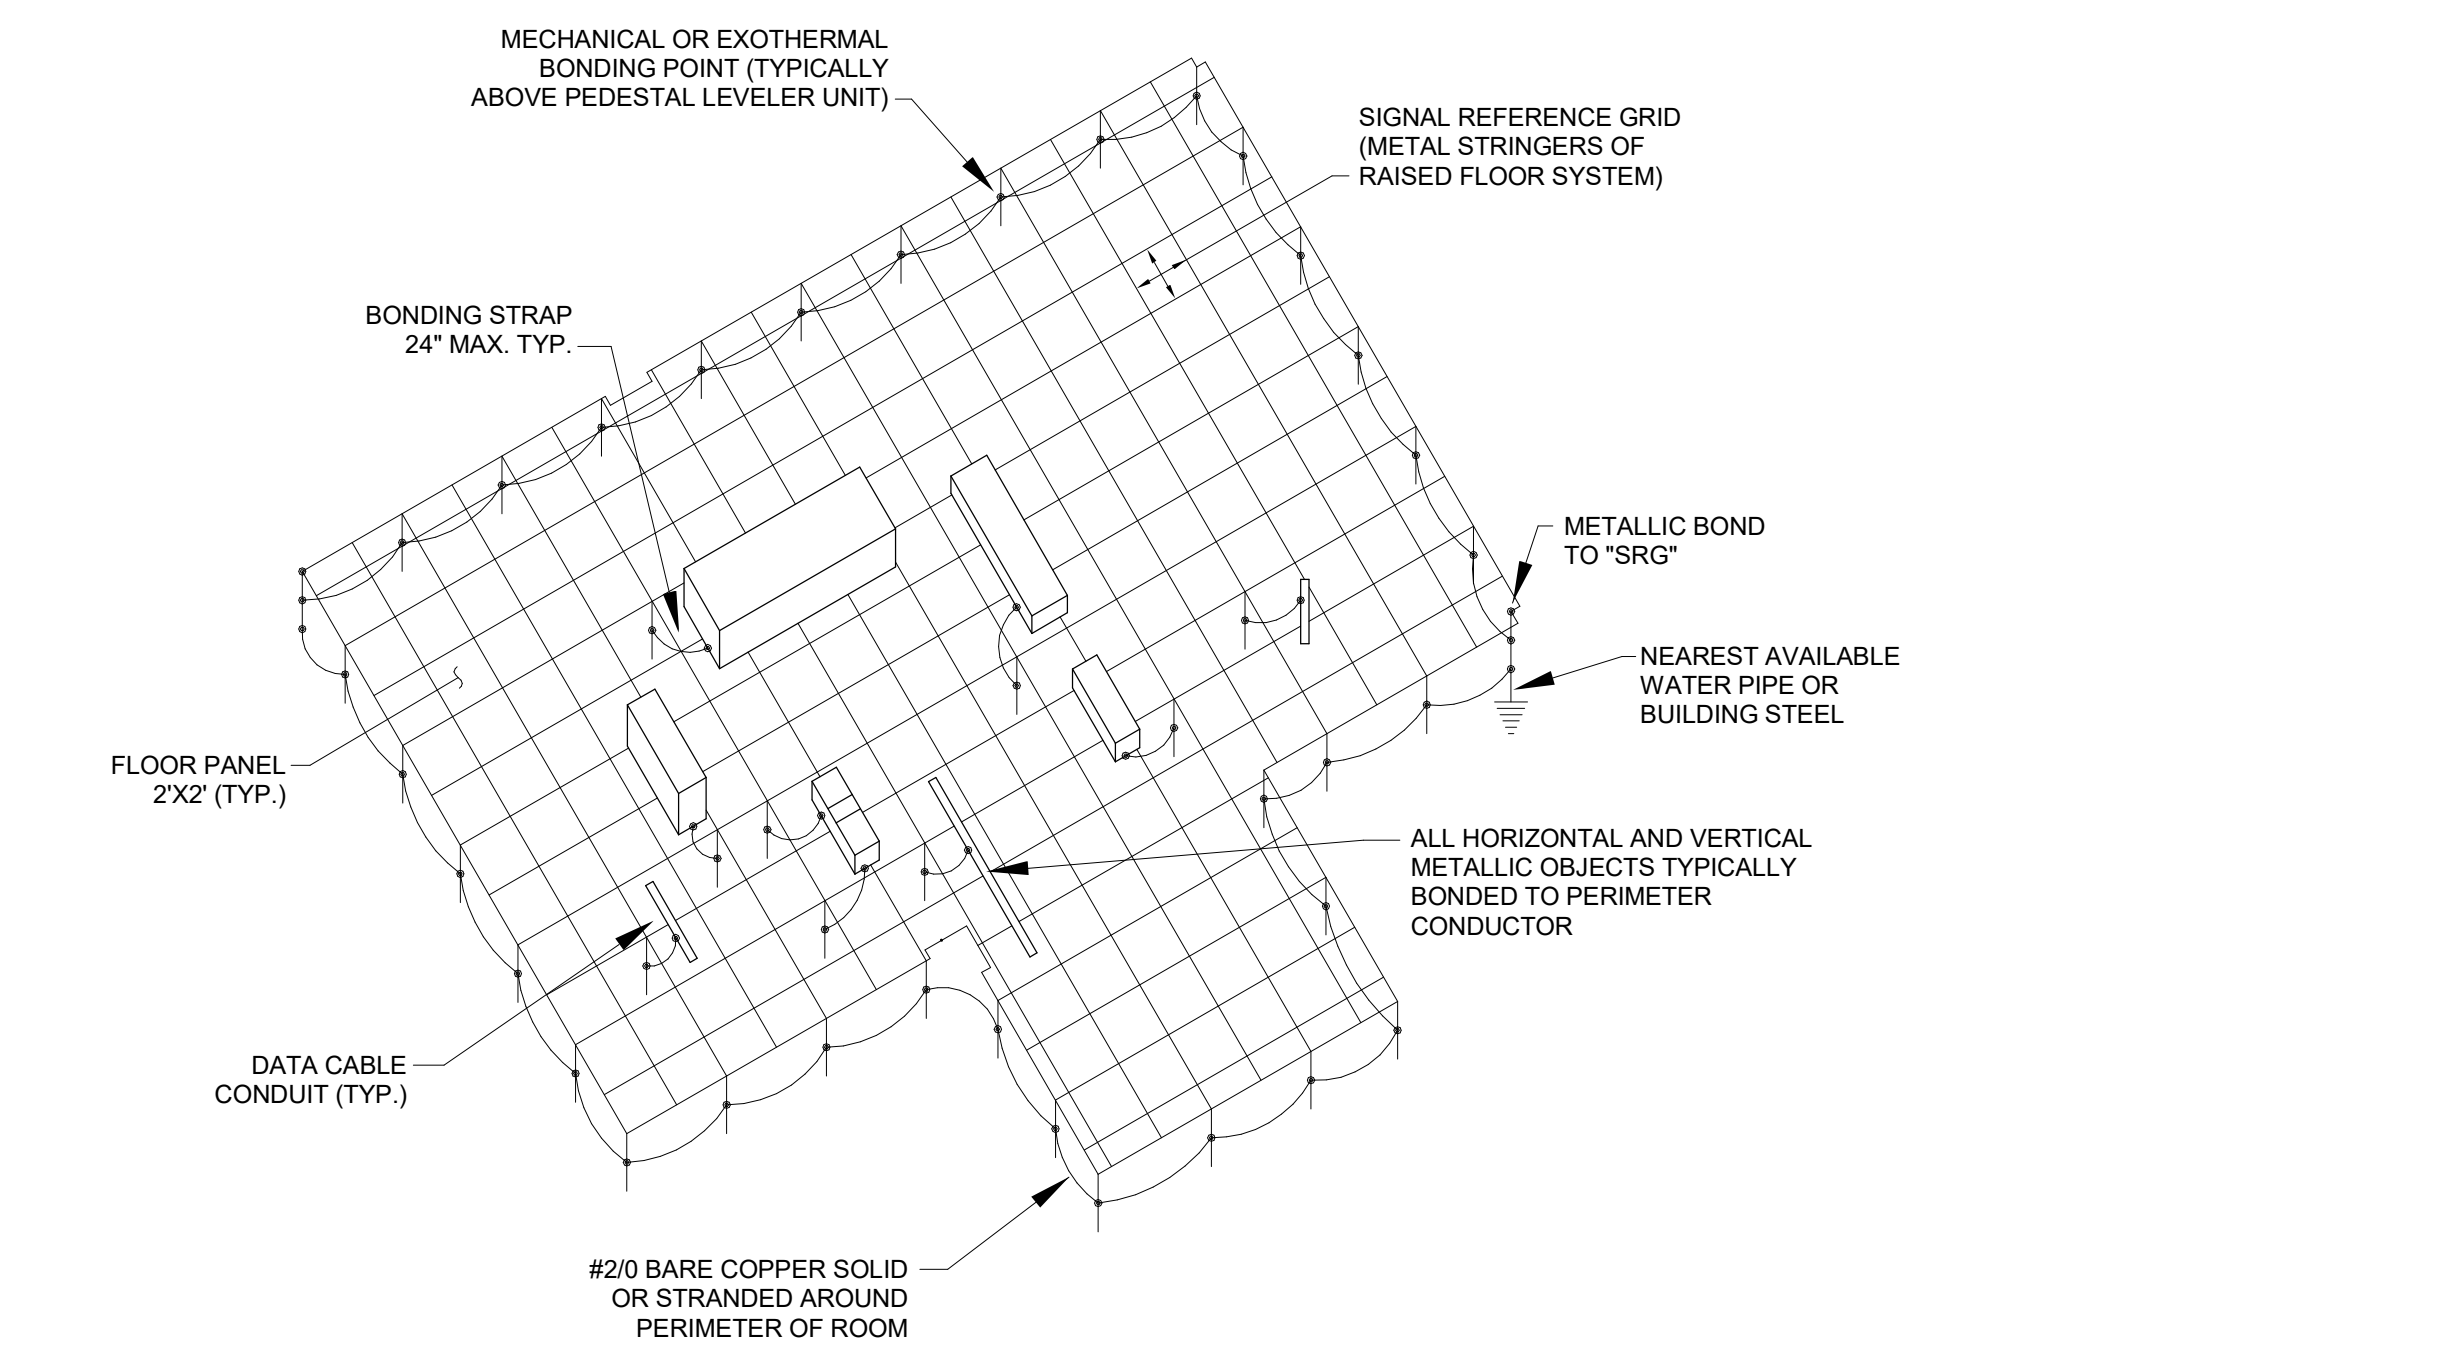 MECHANICAL OR EXOTHERMAL
BONDING POINT (TYPICALLY
ABOVE PEDESTAL LEVELER UNIT)
SIGNAL REFERENCE GRID
(METAL STRINGERS OF
RAISED FLOOR SYSTEM)
BONDING STRAP
24" MAX. TYP.
METALLIC BOND
TO "SRG"
NEAREST AVAILABLE
WATER PIPE OR
BUILDING STEEL
FLOOR PANEL
2'X2' (TYP.)
ALL HORIZONTAL AND VERTICAL
METALLIC OBJECTS TYPICALLY
BONDED TO PERIMETER
CONDUCTOR
DATA CABLE
CONDUIT (TYP.)
#2/0 BARE COPPER SOLID
OR STRANDED AROUND
PERIMETER OF ROOM